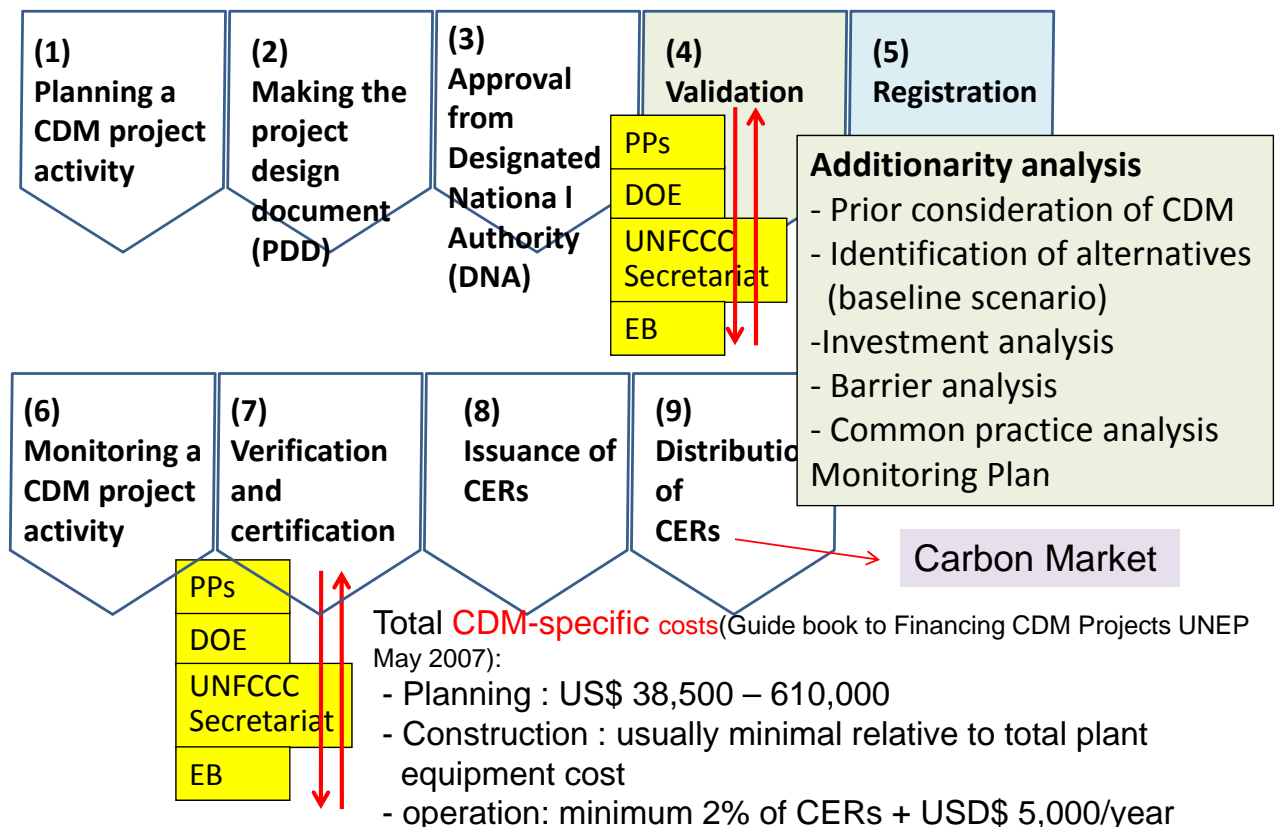 (1)
Planning a
CDM project
activity
(2)
Making the
project
design
document
(PDD)
(3)
Approval
from
Designated
Nationa l
Authority
(DNA)
(4)
Validation
PPs
DOE
UNFCCC
Secretariat
EB
(5)
Registration
Additionarity analysis
- Prior consideration of CDM
- Identification of alternatives
(baseline scenario)
-Investment analysis
- Barrier analysis
- Common practice analysis
Monitoring Plan
(6)
Monitoring a
CDM project
activity
(7)
Verification
and
certification
PPs
DOE
UNFCCC
Secretariat
EB
(8)
Issuance of
CERs
(9)
Distributio
of
CERs
Carbon Market
Total CDM-specific costs(Guide book to Financing CDM Projects UNEP
May 2007):
- Planning : US$ 38,500 – 610,000
- Construction : usually minimal relative to total plant
equipment cost
- operation: minimum 2% of CERs + USD$ 5,000/year